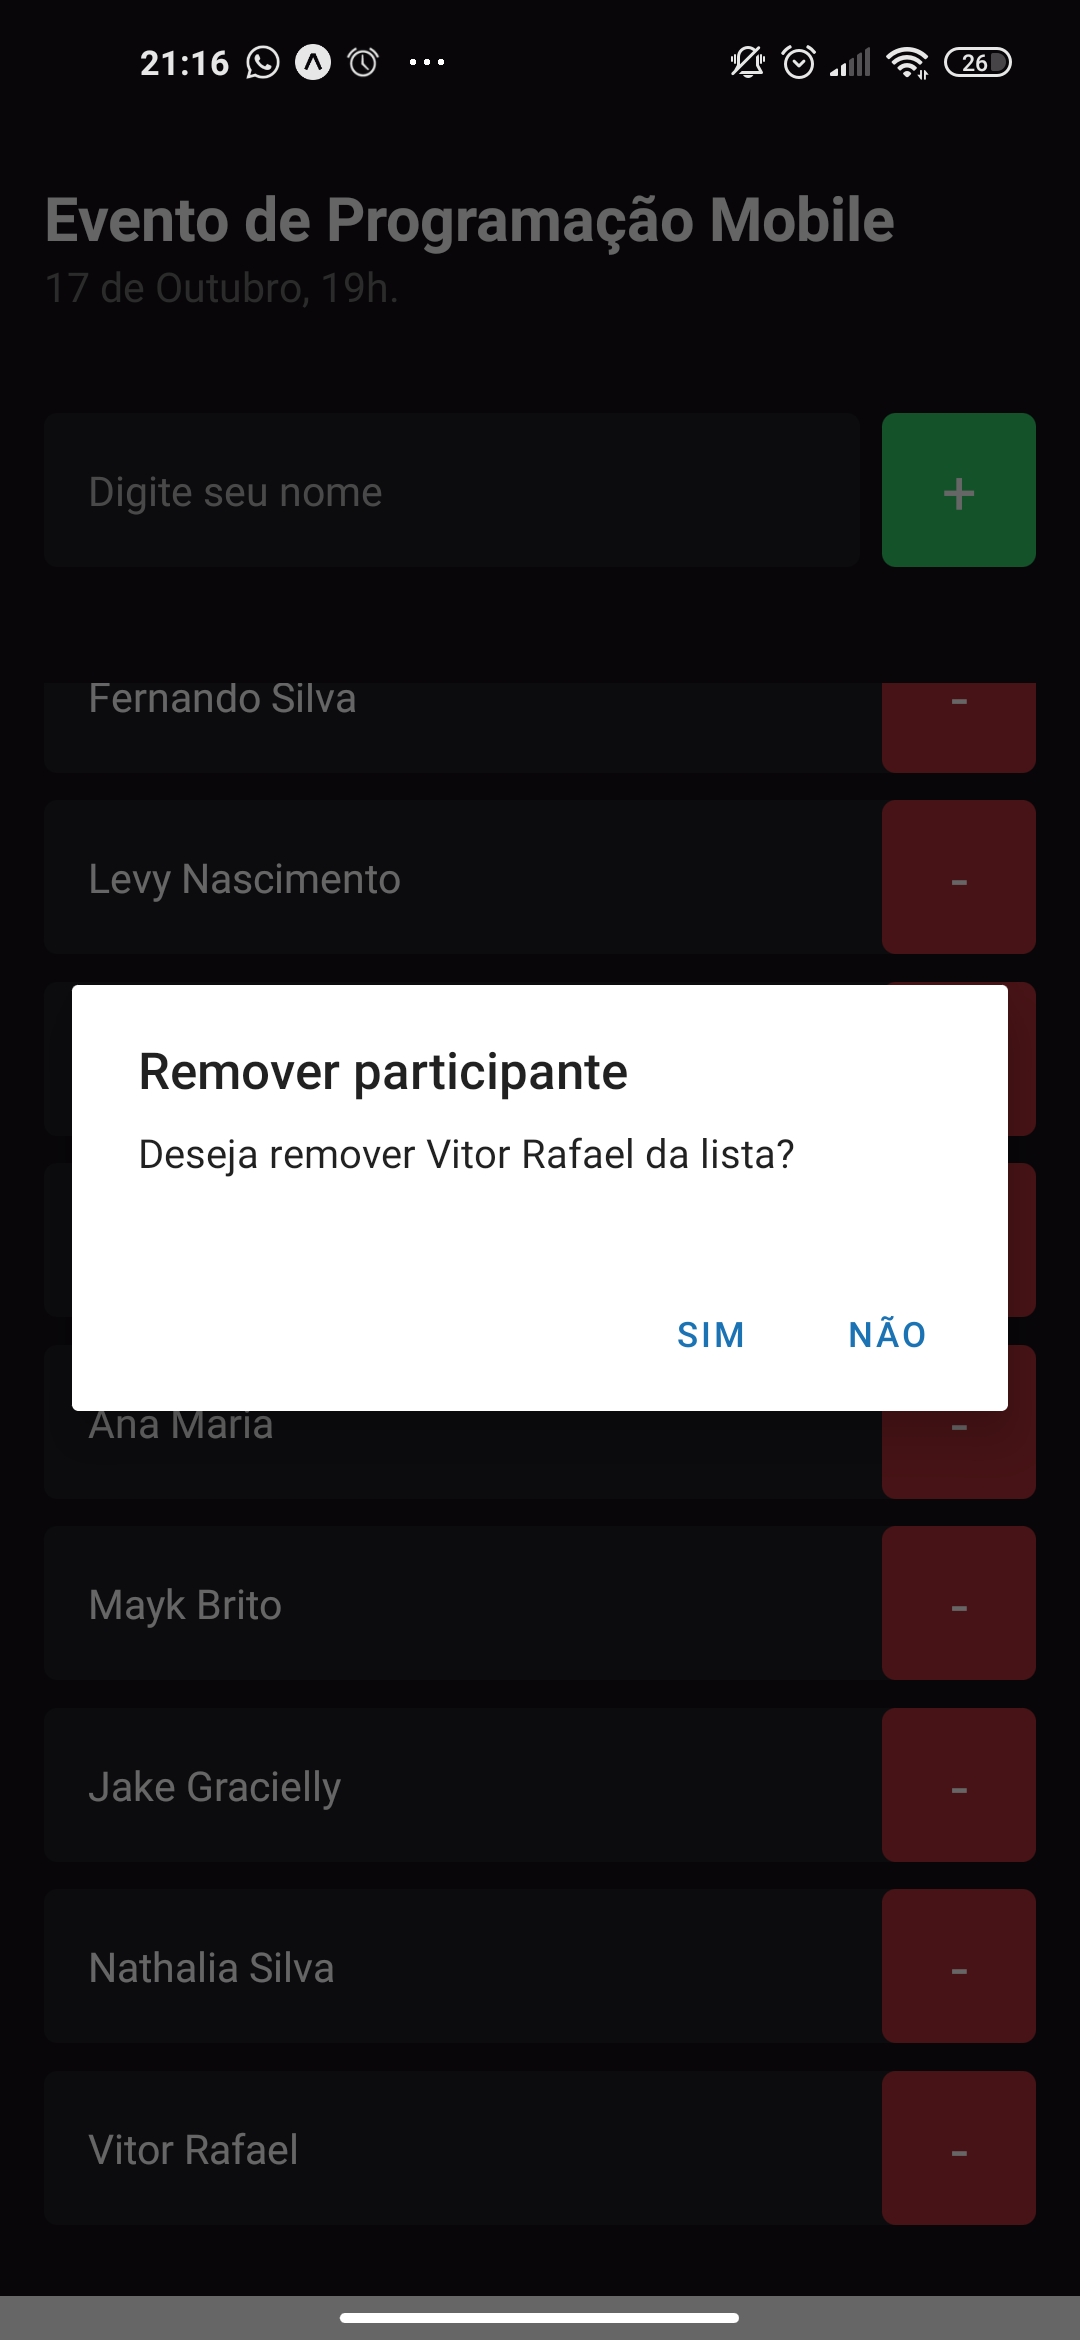 21:16
26
Evento de Programação Mobile
17 de Outubro, 19h.
Digite seu nome
+
Fernando Silva
-
Levy Nascimento
-
Remover participante
Deseja remover Vitor Rafael da lista?
SIM
NÃO
Ana Maria
-
Mayk Brito
-
Jake Gracielly
-
Nathalia Silva
-
Vitor Rafael
-